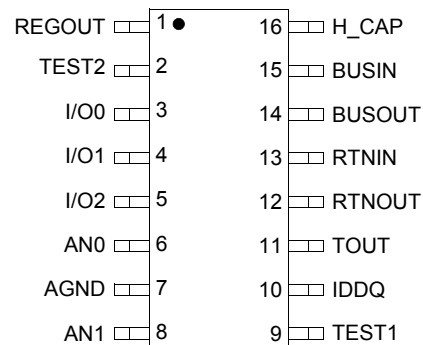 REGOUT 1 16 H_CAP
TEST2 2 15 BUSIN
I/O0 3 14 BUSOUT
I/O1 4 13 RTNIN
I/O2 5 12 RTNOUT
AN0 6 11 TOUT
AGND 7 10 IDDQ
AN1 8 9 TEST1